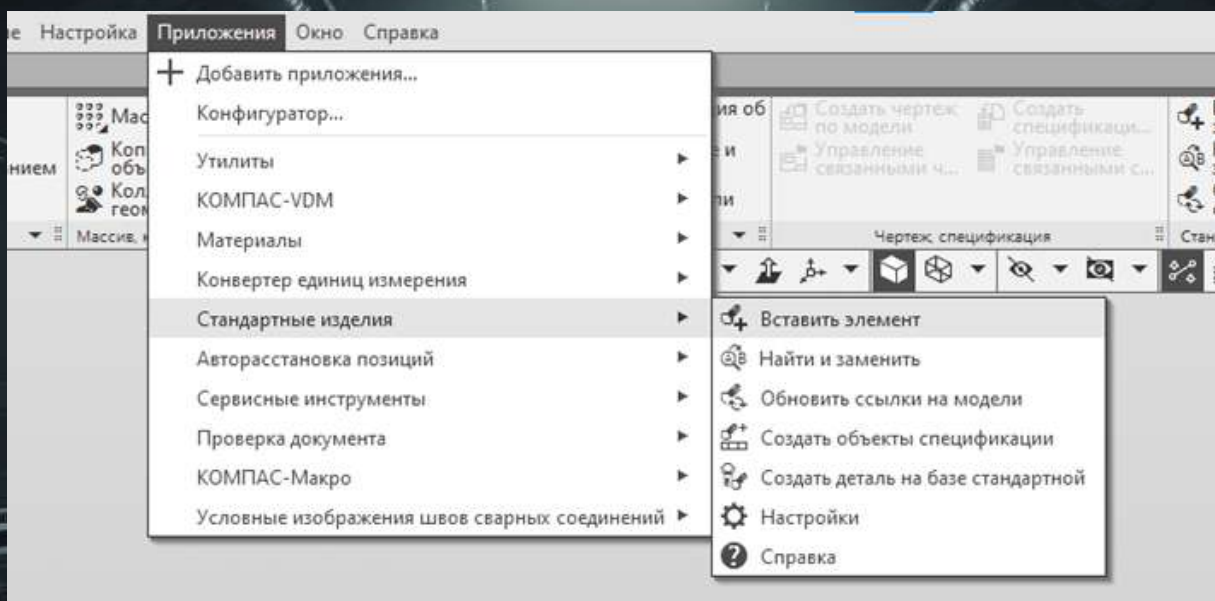 Настройка Приложения Окно Справка
Добавить приложения...
Конфигуратор...
Утилиты
КОМПАС-VDM
Материалы
Конвертер единиц измерения
Стандартные изделия
Авторасстановка позиций
Сервисные инструменты
Проверка документа
КОМПАС-Макро
Условные изображения швов сварных соединений
Вставить элемент
Найти и заменить
Обновить ссылки на модели
Создать объекты спецификации
Создать деталь на базе стандартной
Настройки
Справка
Создать чертеж
по модели
Создать
спецификаци...
Управление
связанными ч...
Управление
связанными с...
Чертеж, спецификация
Массив,